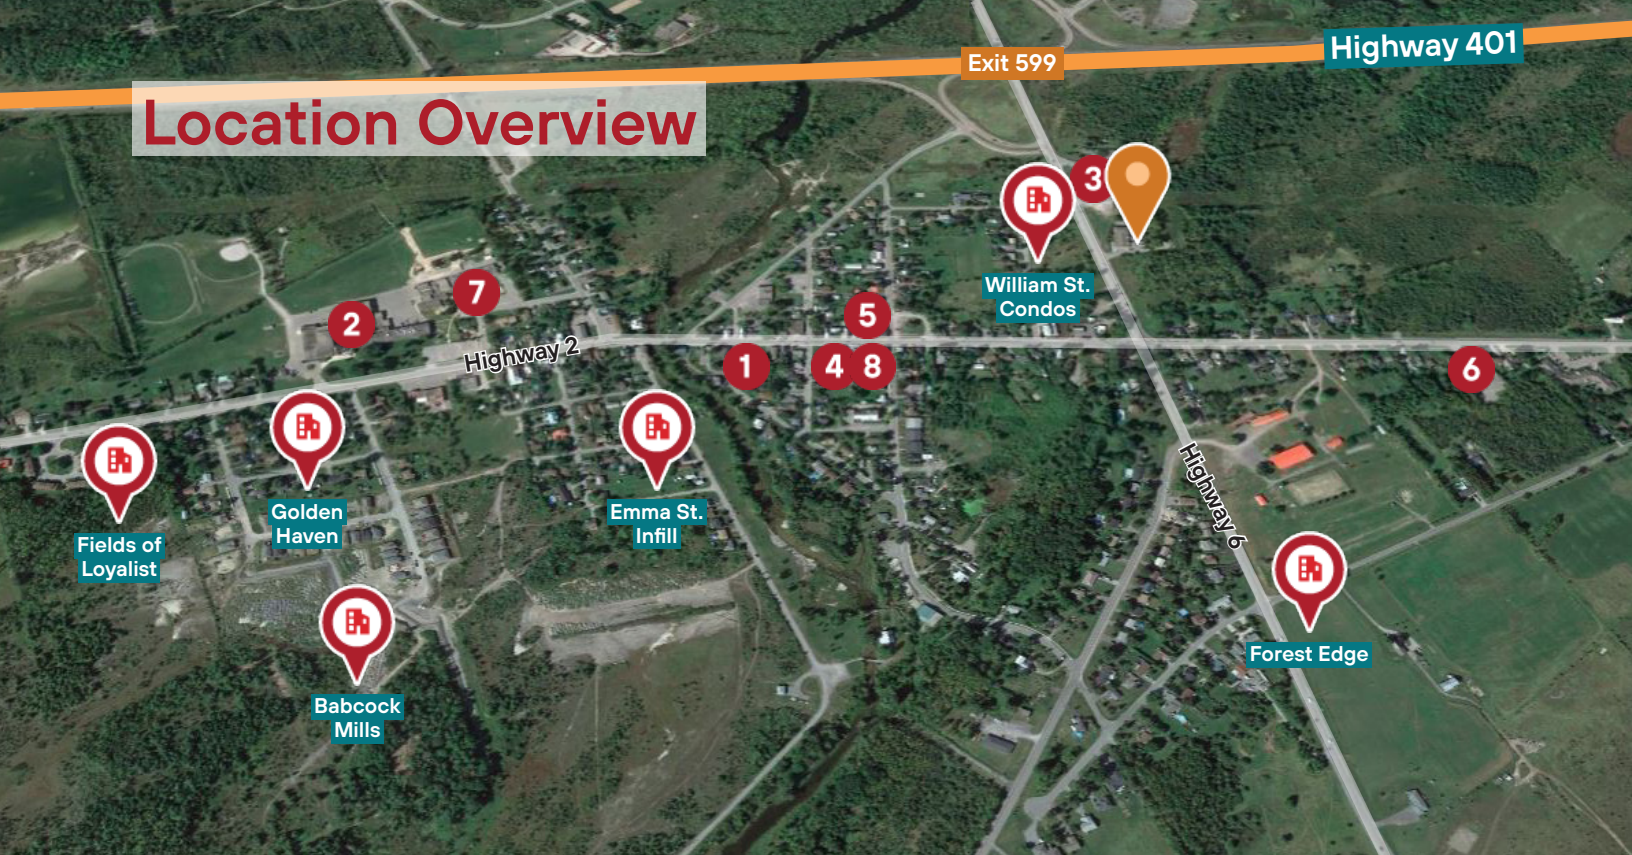 Highway 401
Exit 599
Location Overview
3
William St.
Condos
7
2
5
Highway 2
1
4
8
6
Golden
Haven
Emma St.
Infill
Fields of
Loyalist
Highway 6
Forest Edge
Babcock
Mills